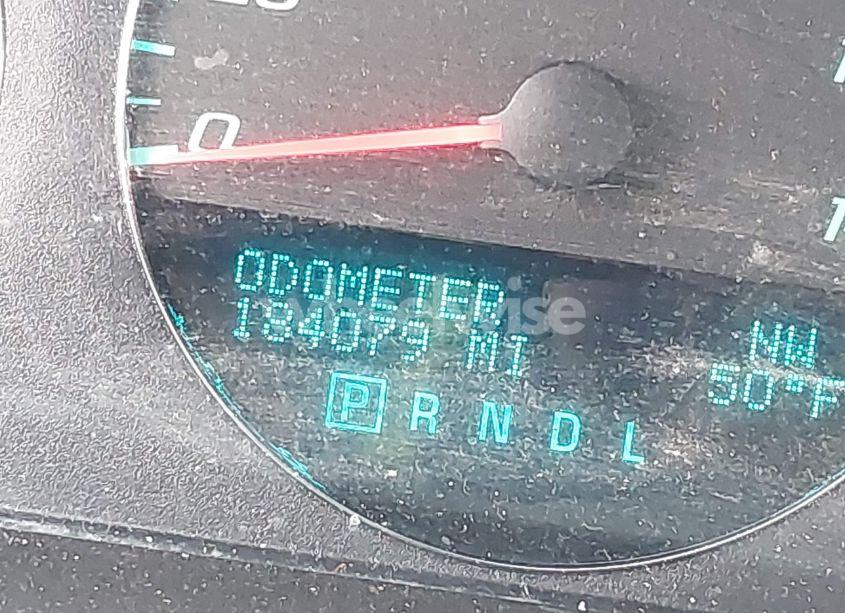 0
ODOMETER
184079 MI
NW
50°F
P R N D L